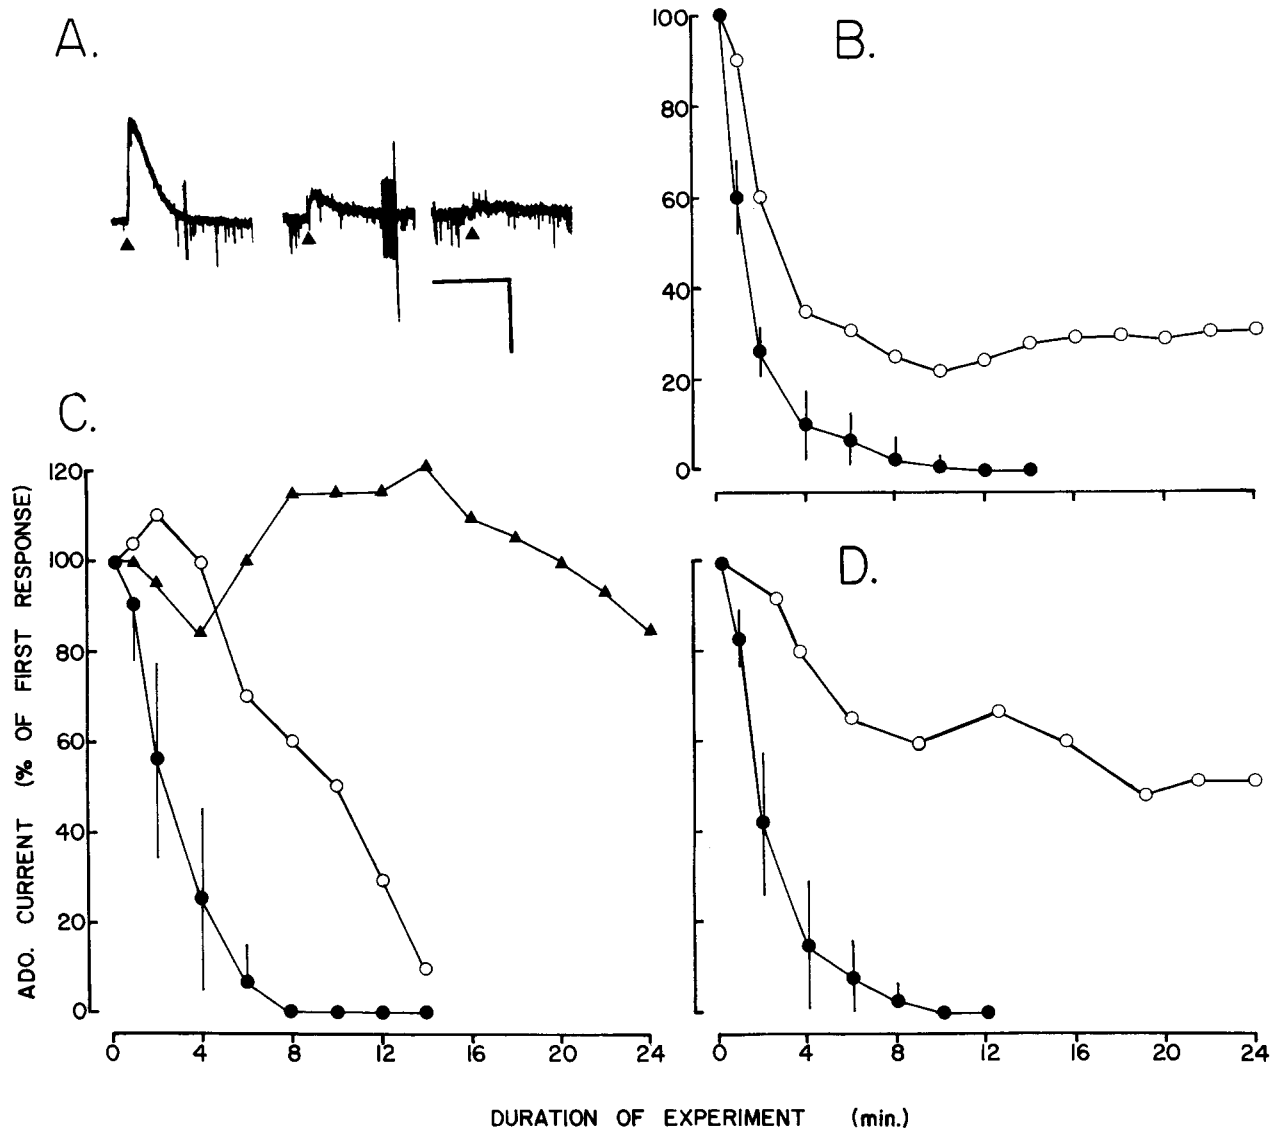 A.
B.
100
80
60
40
20
0
C.
D.
ADO. CURRENT (% OF FIRST RESPONSE)
120
100
80
60
40
20
0
0 4 8 12 16 20 24
0 4 8 12 16 20 24
DURATION OF EXPERIMENT (min.)